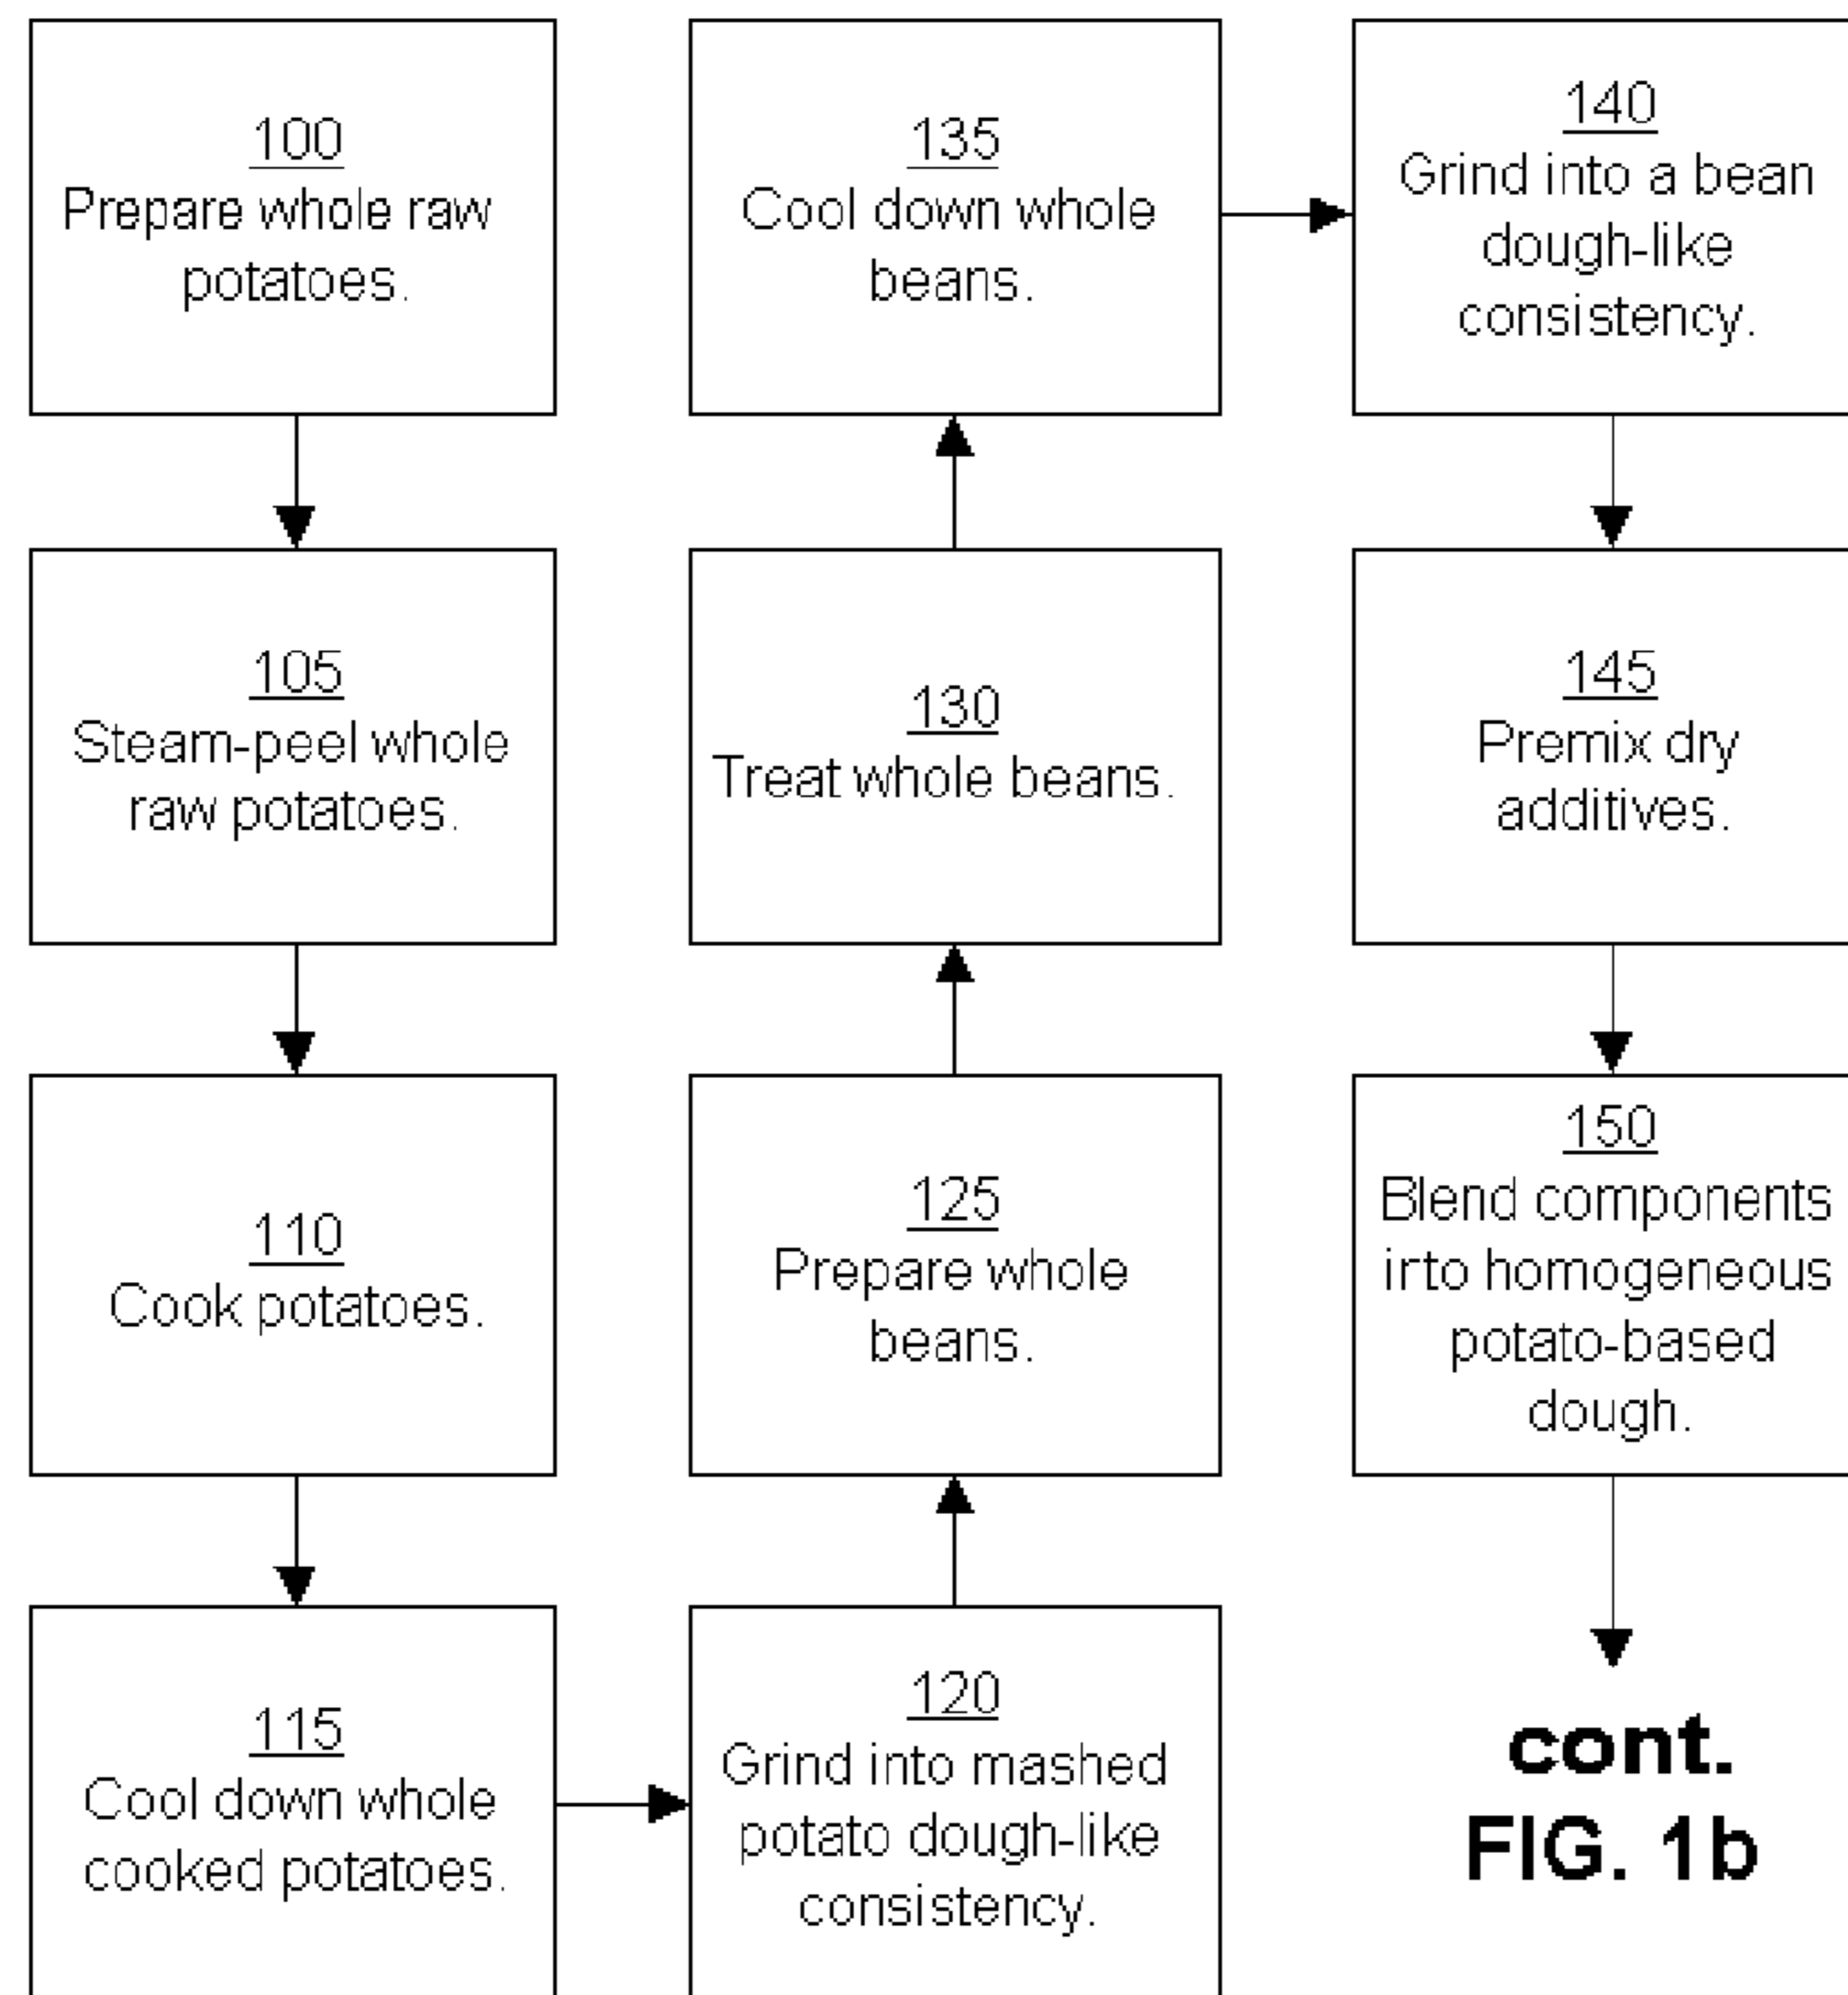 100
Prepare whole raw
potatoes.
105
Steam-peel whole
raw potatoes.
110
Cook potatoes.
115
Cool down whole
cooked potatoes.
120
Grind into mashed
potato dough-like
consistency.
125
Prepare whole
beans.
130
Treat whole beans.
135
Cool down whole
beans.
140
Grind into a bean
dough-like
consistency.
145
Premix dry
additives.
150
Blend components
irto homogeneous
potato-based
dough.
cont.
FIG. 1b